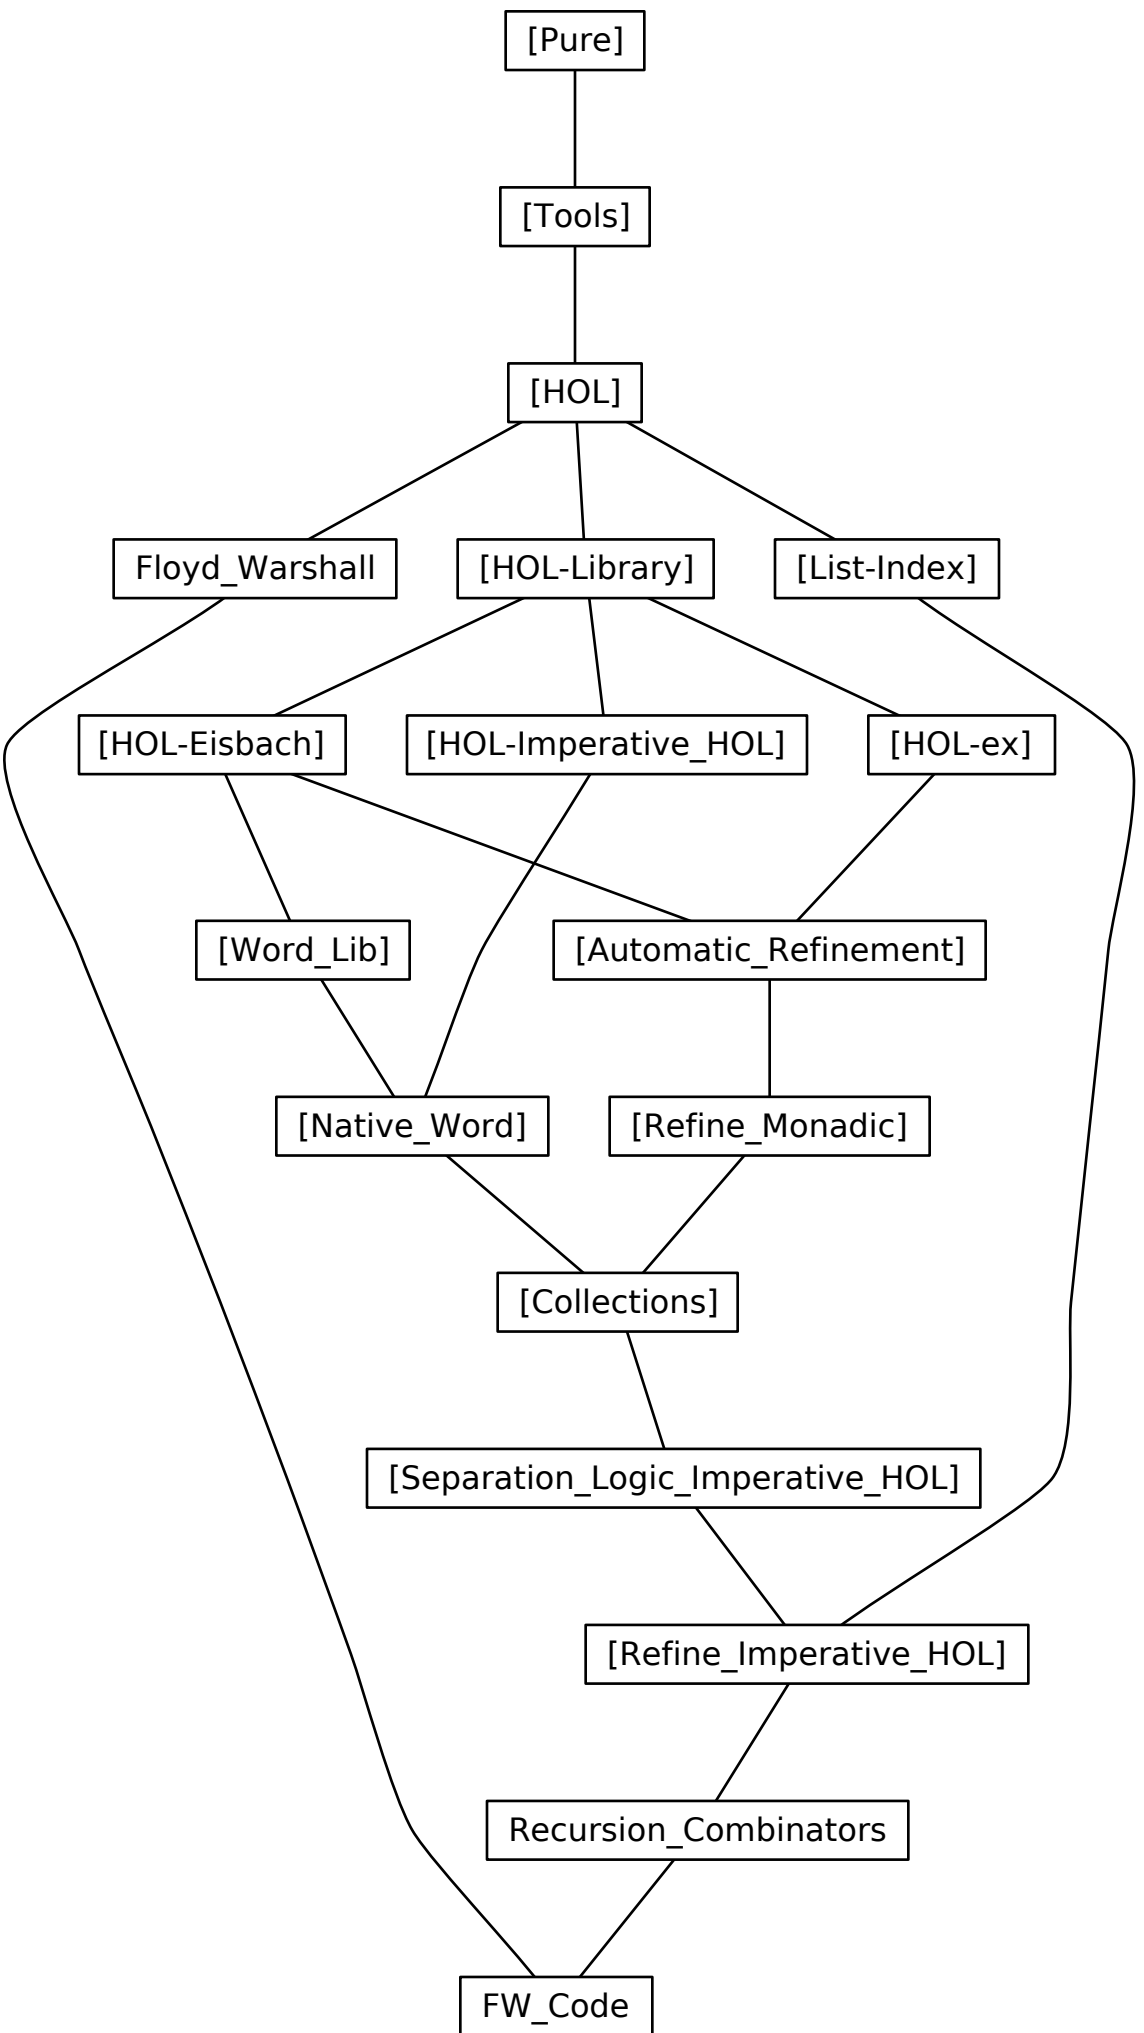 [Pure]
[Tools]
[HOL]
Floyd_Warshall
[HOL-Library]
[List-Index]
[HOL-Eisbach]
[HOL-Imperative_HOL]
[HOL-ex]
[Word_Lib]
[Automatic_Refinement]
[Native_Word]
[Refine_Monadic]
[Collections]
[Separation_Logic_Imperative_HOL]
[Refine_Imperative_HOL]
Recursion_Combinators
FW_Code